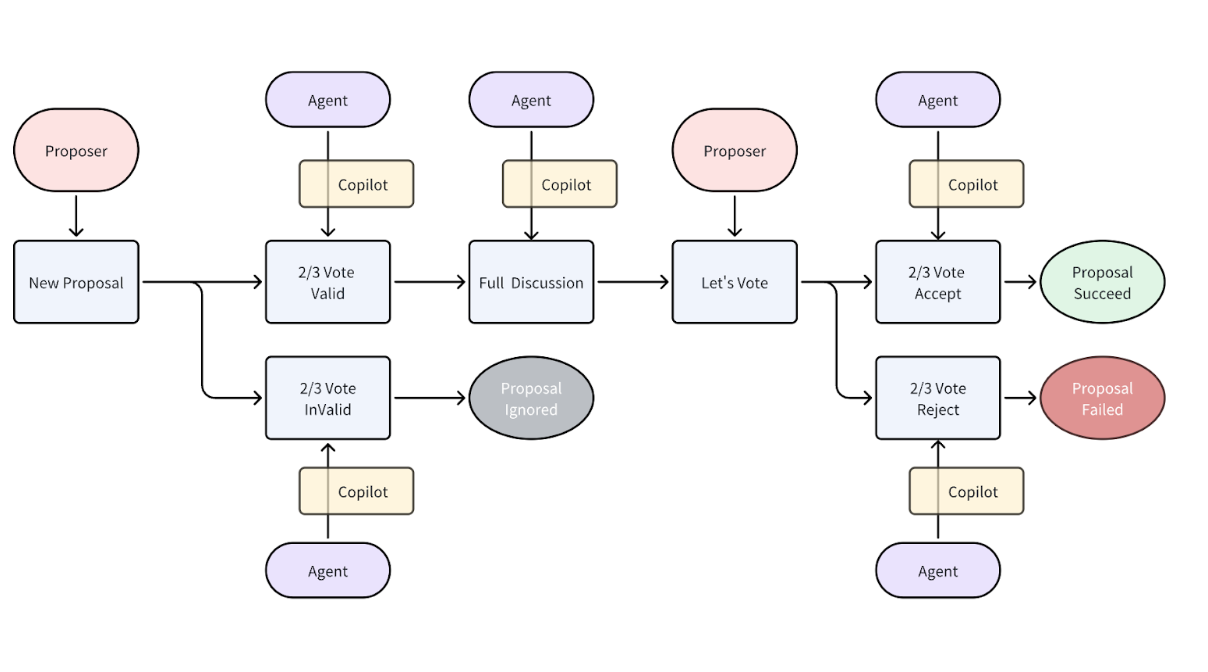 Agent
Agent
Agent
Proposer
Proposer
Copilot
Copilot
Copilot
New Proposal
2/3 Vote
Valid
Full Discussion
Let's Vote
2/3 Vote
Accept
Proposal
Succeed
2/3 Vote
InValid
Proposal
Ignored
2/3 Vote
Reject
Proposal
Failed
Copilot
Copilot
Agent
Agent